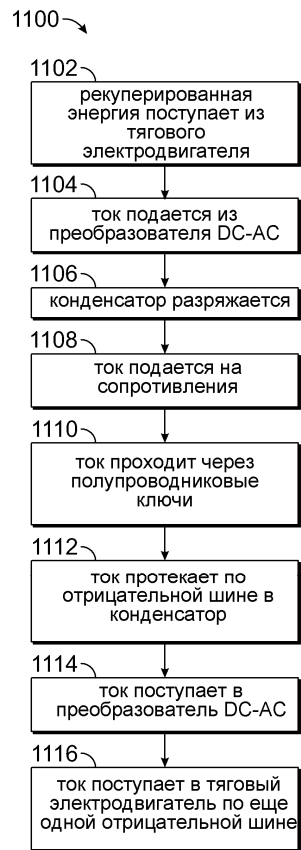 1100
1102
рекуперированная
энергия поступает из
тягового
электродвигателя
1104
ток подается из
преобразователя DC-AC
1106
конденсатор разряжается
1108
ток подается на
сопротивления
1110
ток проходит через
полупроводниковые
ключи
1112
ток протекает по
отрицательной шине в
конденсатор
1114
ток поступает в
преобразователь DC-AC
1116
ток поступает в тяговый
электродвигатель по еще
одной отрицательной шине